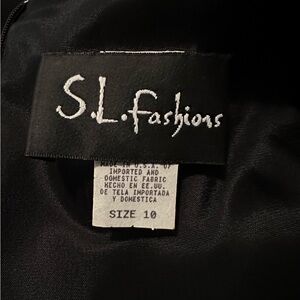 S.L. Fashions
MADE IN U.S.A. OF
IMPORTED AND
DOMESTIC FABRIC
HECHO EN EE.UU.
DE TELA IMPORTADA
Y DOMESTICA
SIZE 10